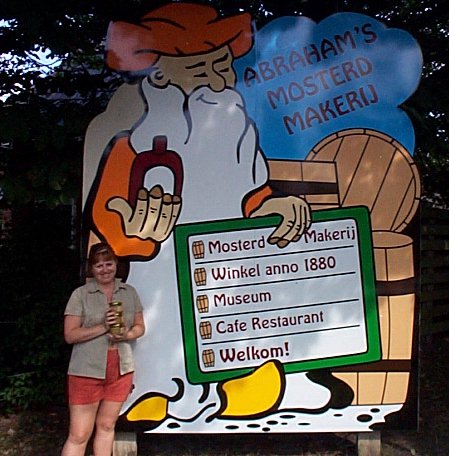 ABRAHAM'S
MOSTERD
MAKERIJ
Mosterd Makerij
Winkel anno 1880
Museum
Cafe Restaurant
Welkom!